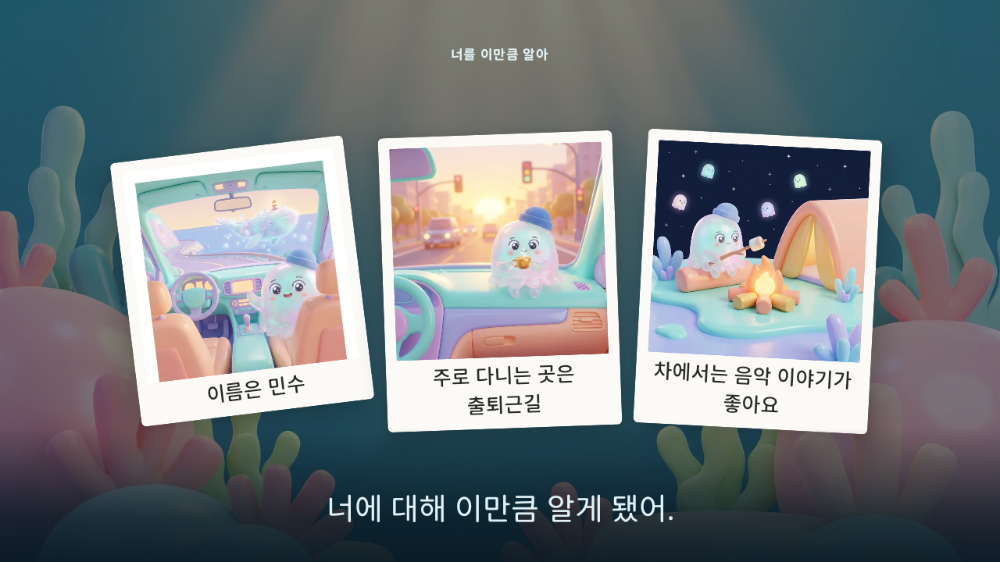 너를 이만큼 알아
이름은 민수
주로 다니는 곳은
출퇴근길
차에서는 음악 이야기가
좋아요
너에 대해 이만큼 알게 됐어.